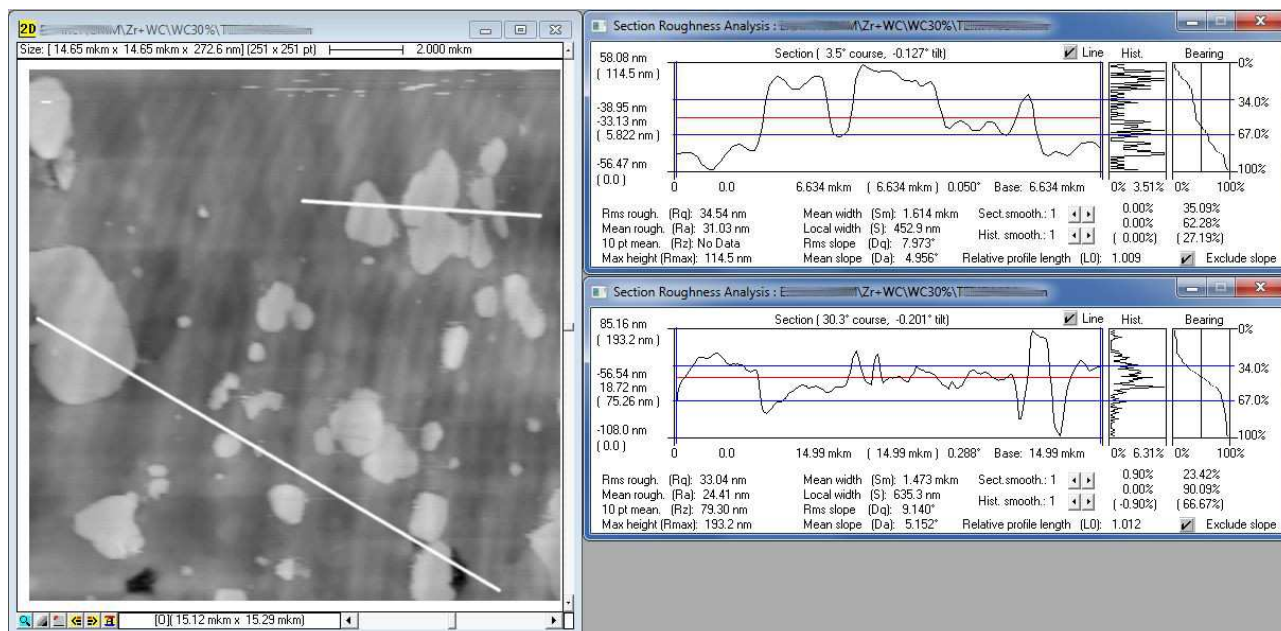 2D M\Zr+WC\WC30%\T
Size: [ 14.65 mkm x 14.65 mkm x 272.6 nm] (251 x 251 pt) 2.000 mkm
[0]( 15.12 mkm x 15.29 mkm)
Section Roughness Analysis : E M\Zr+WC\WC30%\T
58.08 nm
( 114.5 nm )
Section ( 3.5° course, -0.127° tilt)
Line
Hist.
Bearing
-38.95 nm
-33.13 nm
( 5.822 nm )
-56.47 nm
( 0.0 )
0%
34.0%
67.0%
100%
0 0.0 6.634 mkm ( 6.634 mkm ) 0.050° Base: 6.634 mkm 0% 3.51% 0% 100%
Rms rough. (Rq): 34.54 nm Mean width (Sm): 1.614 mkm Sect.smooth.: 1 0.00% 35.09%
Mean rough. (Ra): 31.03 nm Local width (S): 452.9 nm Hist. smooth.: 1 0.00% 62.28%
10 pt mean. (Rz): No Data Rms slope (Dq): 7.973° ( 0.00%) ( 27.19%)
Max height (Rmax): 114.5 nm Mean slope (Da): 4.956° Relative profile length (L0): 1.009 Exclude slope
Section Roughness Analysis : E M\Zr+WC\WC30%\T
85.16 nm
( 193.2 nm )
Section ( 30.3° course, -0.201° tilt)
Line
Hist.
Bearing
-56.54 nm
18.72 nm
( 75.26 nm )
-108.0 nm
( 0.0 )
0%
34.0%
67.0%
100%
0 0.0 14.99 mkm ( 14.99 mkm ) 0.288° Base: 14.99 mkm 0% 6.31% 0% 100%
Rms rough. (Rq): 33.04 nm Mean width (Sm): 1.473 mkm Sect.smooth.: 1 0.90% 23.42%
Mean rough. (Ra): 24.41 nm Local width (S): 635.3 nm Hist. smooth.: 1 0.00% 90.09%
10 pt mean. (Rz): 79.30 nm Rms slope (Dq): 9.140° ( -0.90%) ( 66.67%)
Max height (Rmax): 193.2 nm Mean slope (Da): 5.152° Relative profile length (L0): 1.012 Exclude slope